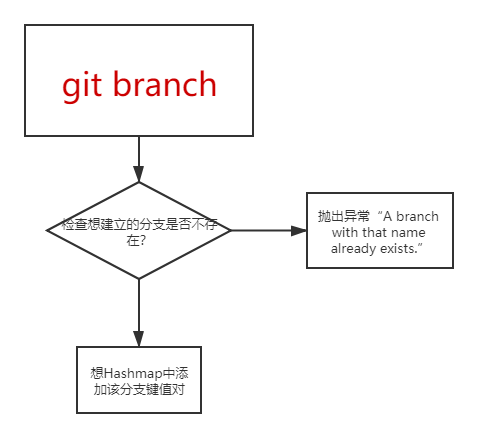 git branch
检查想建立的分支是否不存
在?
抛出异常“A branch
with that name
already exists.”
想Hashmap中添
加该分支键值对